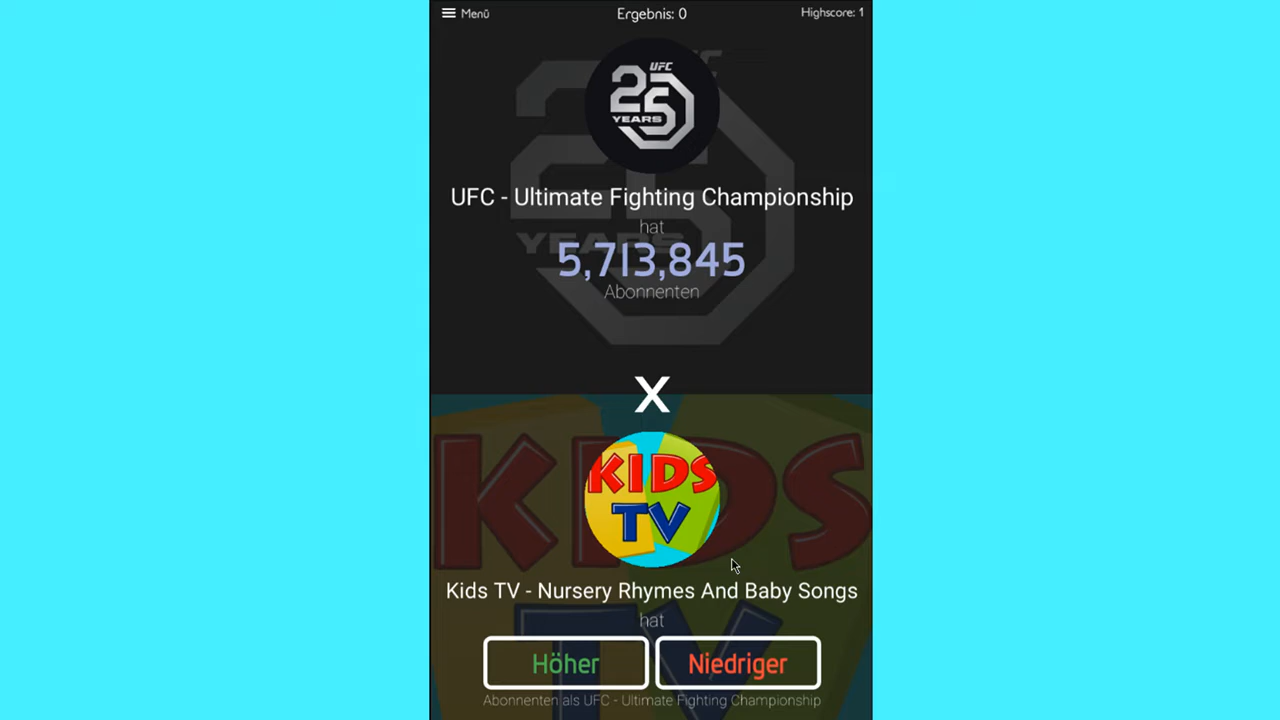 Menü
Ergebnis: 0
Highscore: 1
UFC
25
YEARS
UFC - Ultimate Fighting Championship
hat
5,713,845
Abonnenten
X
KIDS
TV
Kids TV - Nursery Rhymes And Baby Songs
hat
Höher
Niedriger
Abonnenten als UFC - Ultimate Fighting Championship